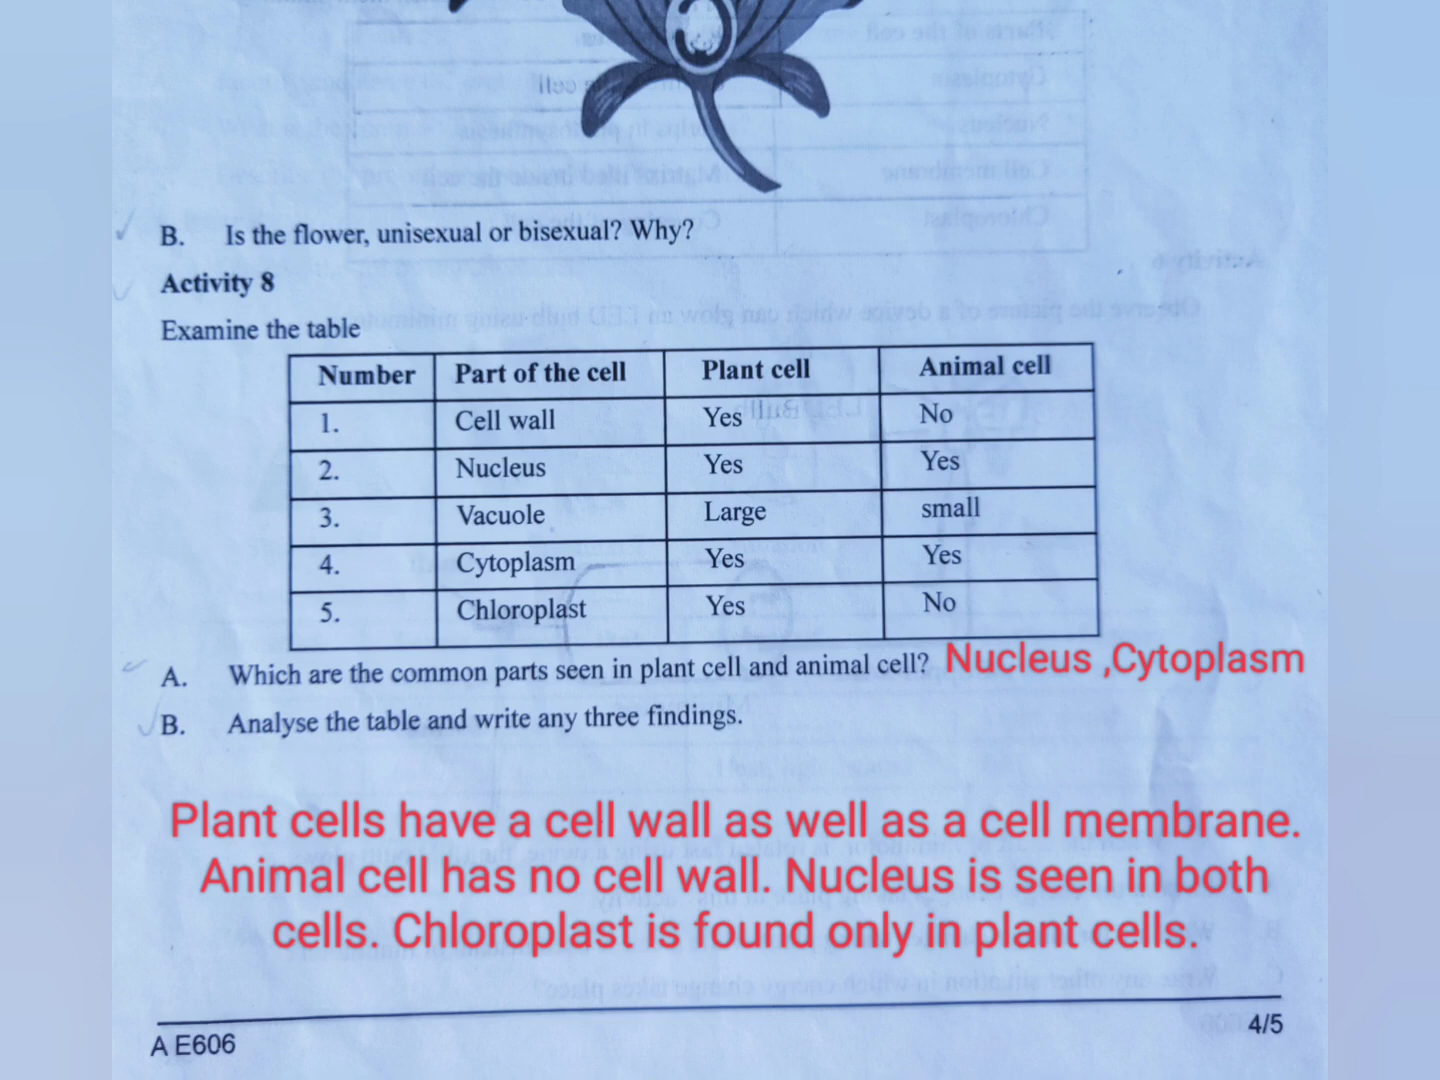 B. Is the flower, unisexual or bisexual? Why?
Activity 8
Examine the table
Number Part of the cell Plant cell Animal cell
1. Cell wall Yes No
2. Nucleus Yes Yes
3. Vacuole Large small
4. Cytoplasm Yes Yes
5. Chloroplast Yes No
A. Which are the common parts seen in plant cell and animal cell? Nucleus ,Cytoplasm
B. Analyse the table and write any three findings.
Plant cells have a cell wall as well as a cell membrane.
Animal cell has no cell wall. Nucleus is seen in both
cells. Chloroplast is found only in plant cells.
A E606 4/5